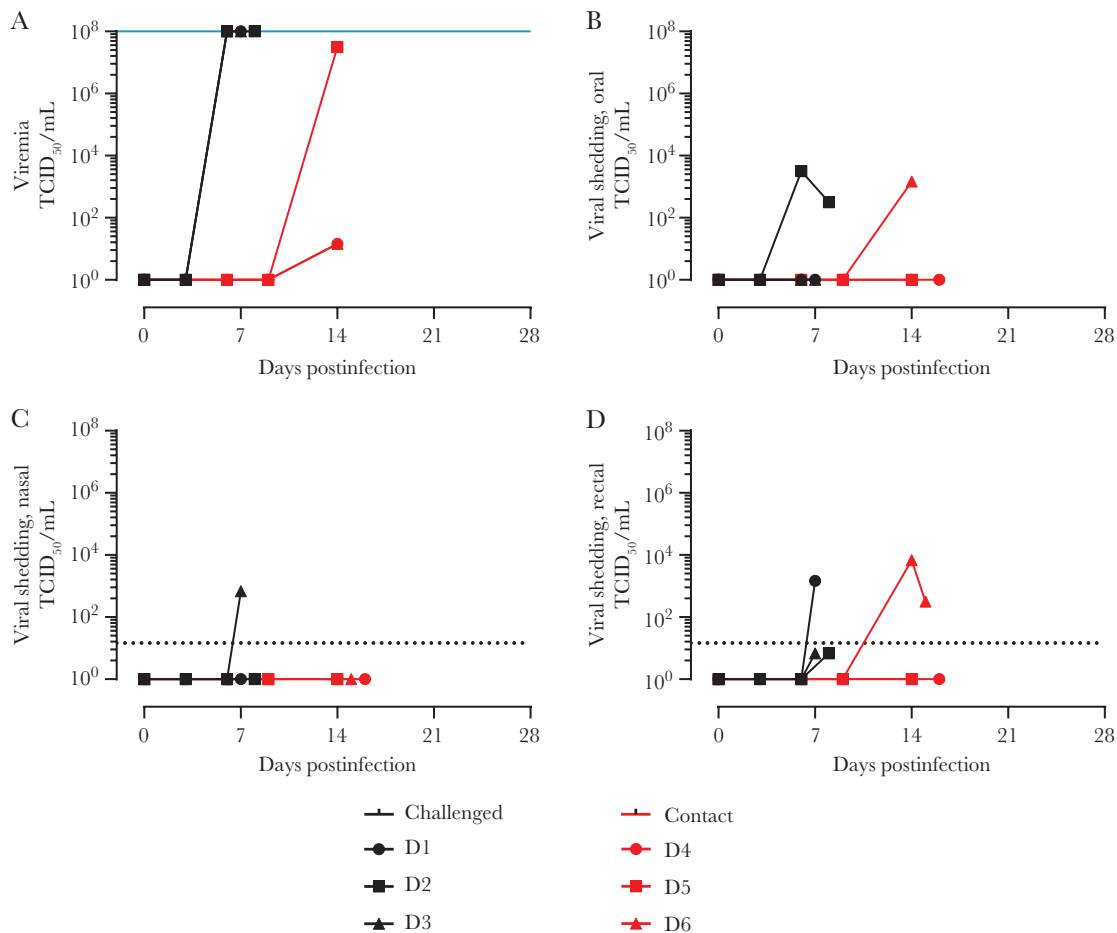 A
Viremia
TCID50/mL
10^8
10^6
10^4
10^2
10^0
0 7 14 21 28
Days postinfection
B
Viral shedding, oral
TCID50/mL
10^8
10^6
10^4
10^2
10^0
0 7 14 21 28
Days postinfection
C
Viral shedding, nasal
TCID50/mL
10^8
10^6
10^4
10^2
10^0
0 7 14 21 28
Days postinfection
D
Viral shedding, rectal
TCID50/mL
10^8
10^6
10^4
10^2
10^0
0 7 14 21 28
Days postinfection
Challenged
D1
D2
D3
Contact
D4
D5
D6